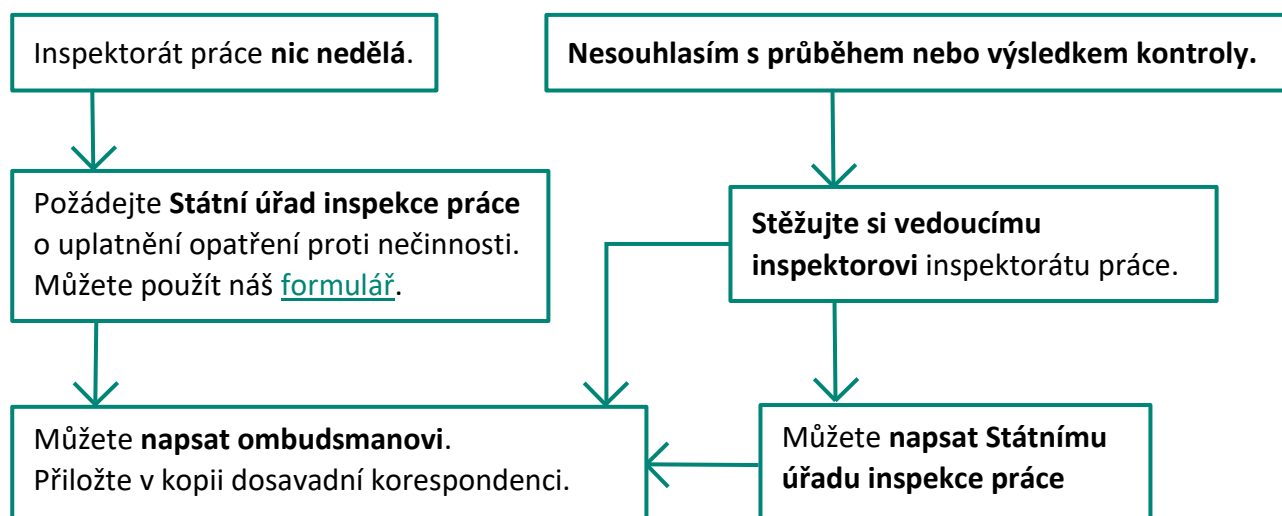 Inspektorát práce nic nedělá.
Nesouhlasím s průběhem nebo výsledkem kontroly.
Požádejte Státní úřad inspekce práce
o uplatnění opatření proti nečinnosti.
Můžete použít náš formulář.
Stěžujte si vedoucímu
inspektorovi inspektorátu práce.
Můžete napsat ombudsmanovi.
Přiložte v kopii dosavadní korespondenci.
Můžete napsat Státnímu
úřadu inspekce práce